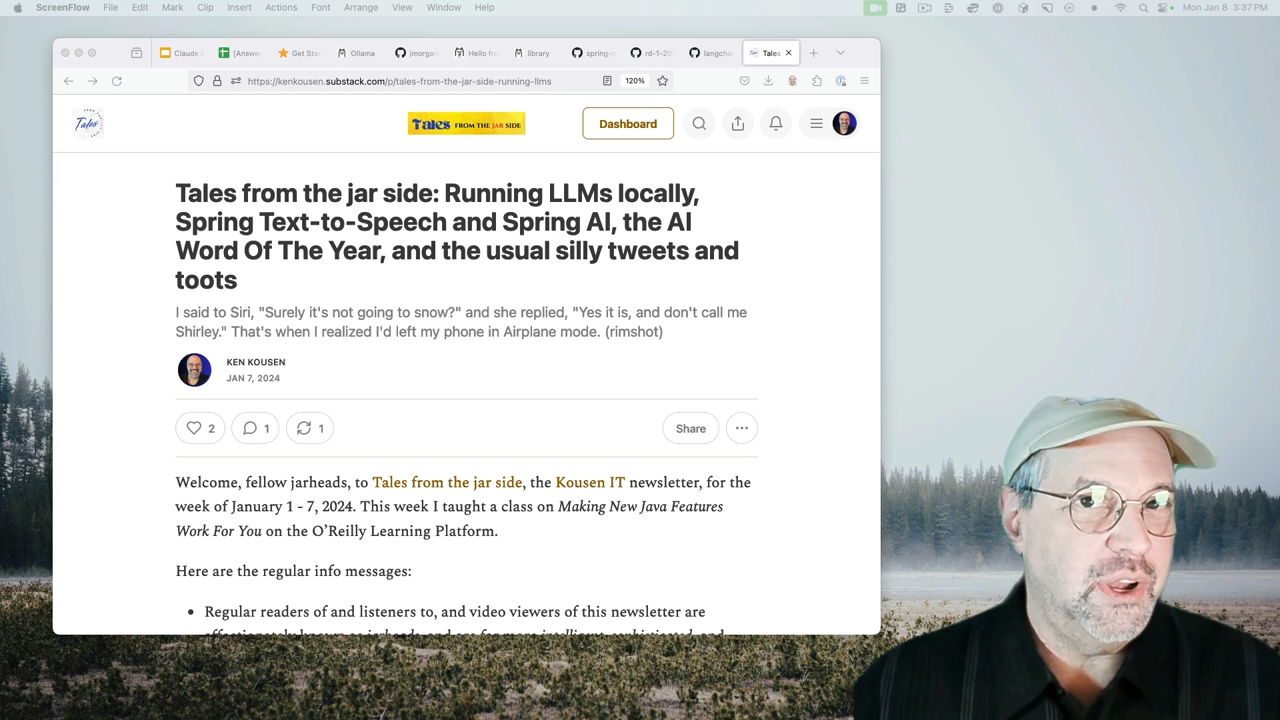 ScreenFlow File Edit Mark Clip Insert Actions Font Arrange View Window Help Mon Jan 8 3:37 PM
Claude [Answer Get Sta Ollama jmorgan Hello fr library spring- rd-1-20 langcha Tales
https://kenkousen.substack.com/p/tales-from-the-jar-side-running-llms 120%
Tales Tales FROM THE JAR SIDE Dashboard
Tales from the jar side: Running LLMs locally,
Spring Text-to-Speech and Spring AI, the AI
Word Of The Year, and the usual silly tweets and
toots
I said to Siri, "Surely it's not going to snow?" and she replied, "Yes it is, and don't call me
Shirley." That's when I realized I'd left my phone in Airplane mode. (rimshot)
KEN KOUSEN
JAN 7, 2024
2 1 1 Share
Welcome, fellow jarheads, to Tales from the jar side, the Kousen IT newsletter, for the
week of January 1 - 7, 2024. This week I taught a class on Making New Java Features
Work For You on the O'Reilly Learning Platform.
Here are the regular info messages:
• Regular readers of and listeners to, and video viewers of this newsletter are